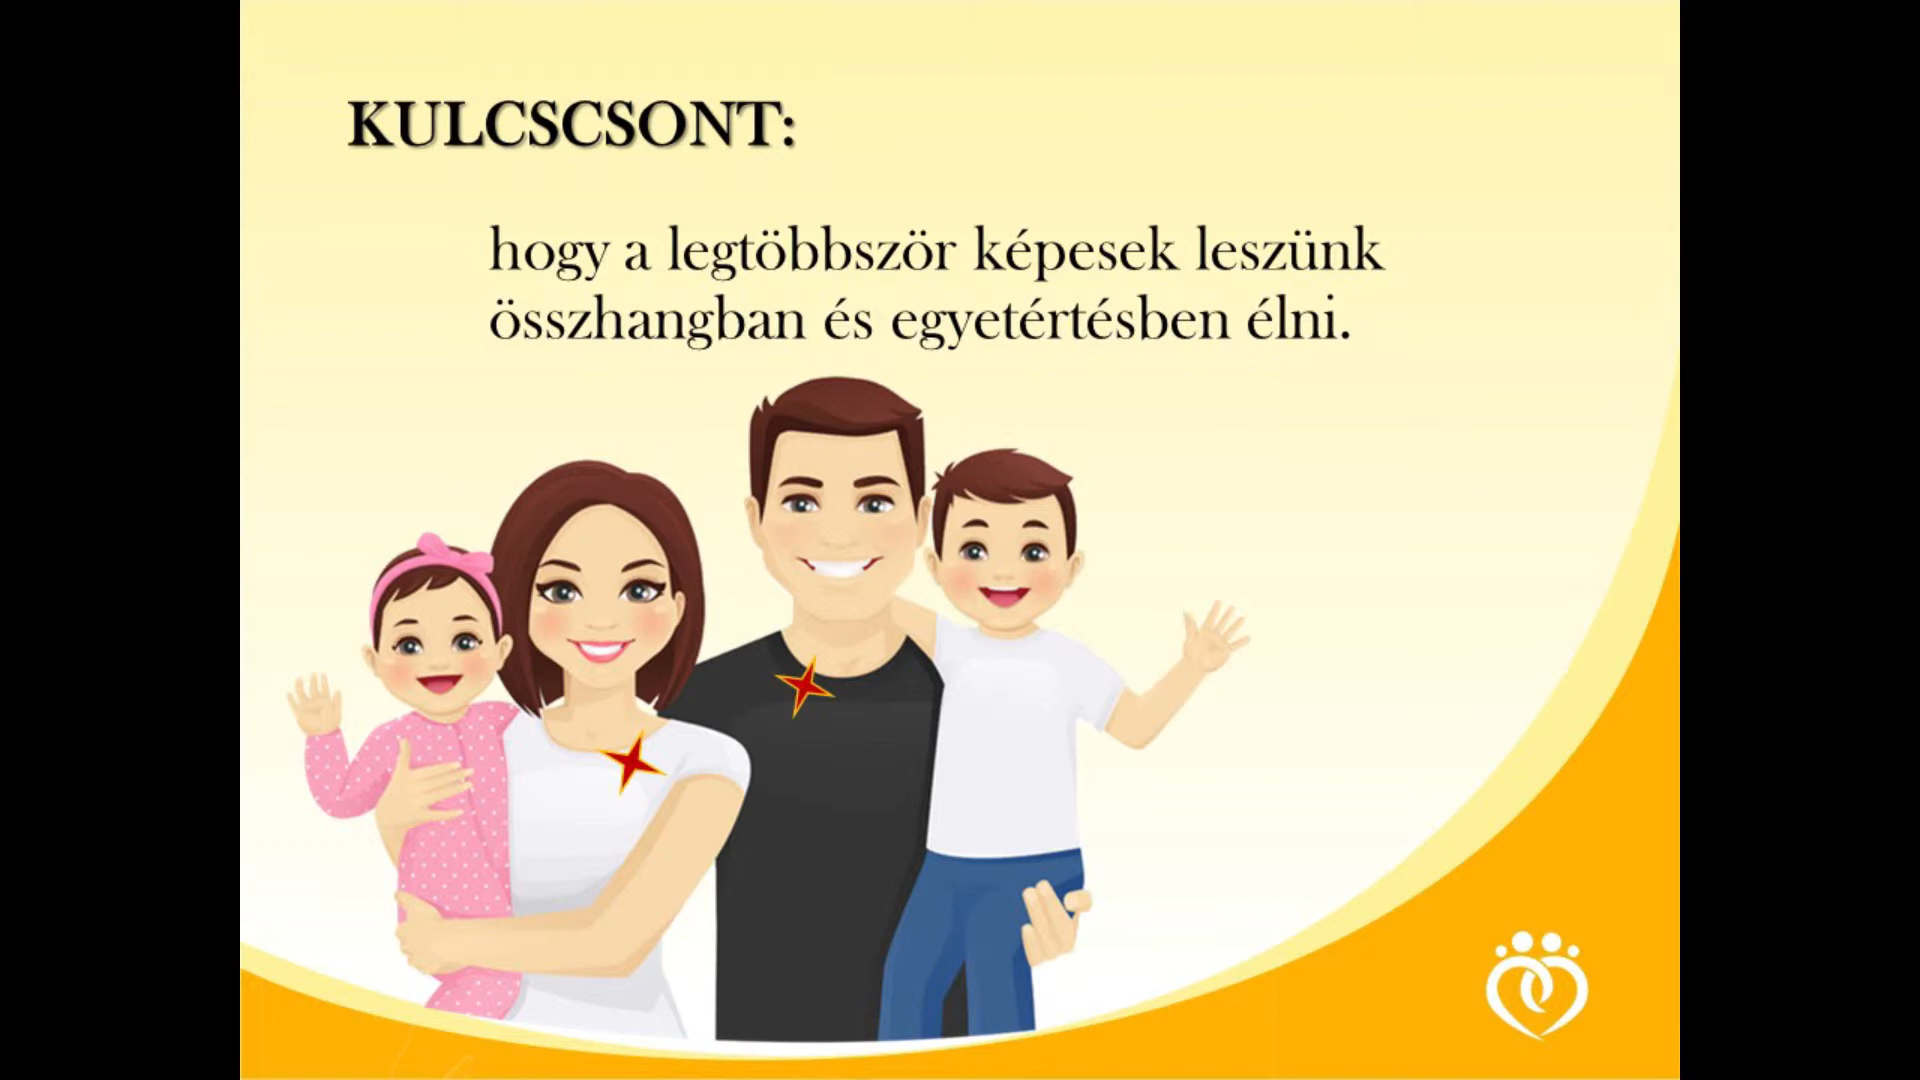 KULCSCSONT:
hogy a legtöbbször képesek leszünk
összhangban és egyetértésben élni.